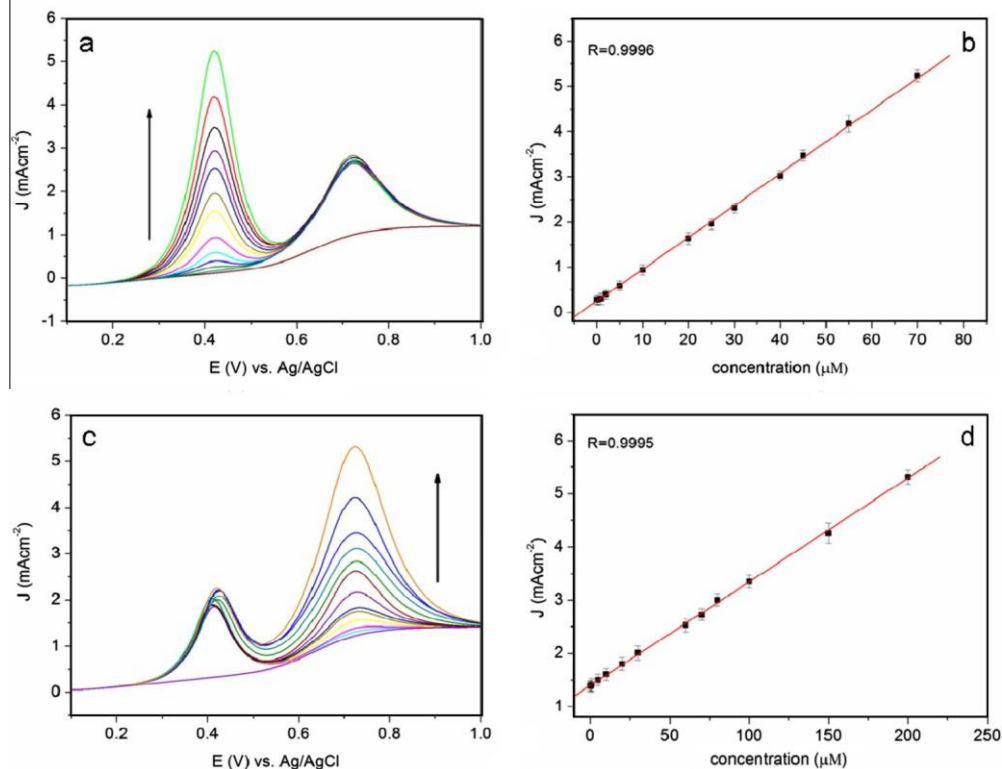 a
J (mAcm-2)
6
5
4
3
2
1
0
-1
0.2 0.4 0.6 0.8 1.0
E (V) vs. Ag/AgCl
b
R=0.9996
J (mAcm-2)
6
5
4
3
2
1
0
0 10 20 30 40 50 60 70 80
concentration (μM)
c
J (mAcm-2)
6
5
4
3
2
1
0
0.2 0.4 0.6 0.8 1.0
E (V) vs. Ag/AgCl
d
R=0.9995
J (mAcm-2)
6
5
4
3
2
1
0 50 100 150 200 250
concentration (μM)